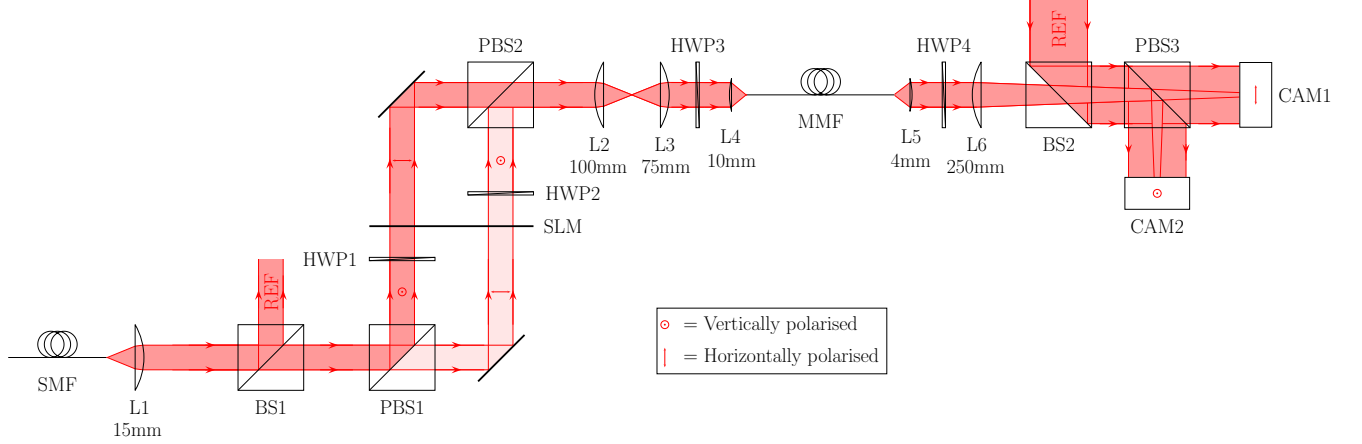 REF
PBS2
HWP3
HWP4
PBS3
CAM1
L2
100mm
L3
75mm
L4
10mm
MMF
L5
4mm
L6
250mm
BS2
HWP2
CAM2
SLM
HWP1
REF
= Vertically polarised
= Horizontally polarised
SMF
L1
15mm
BS1
PBS1